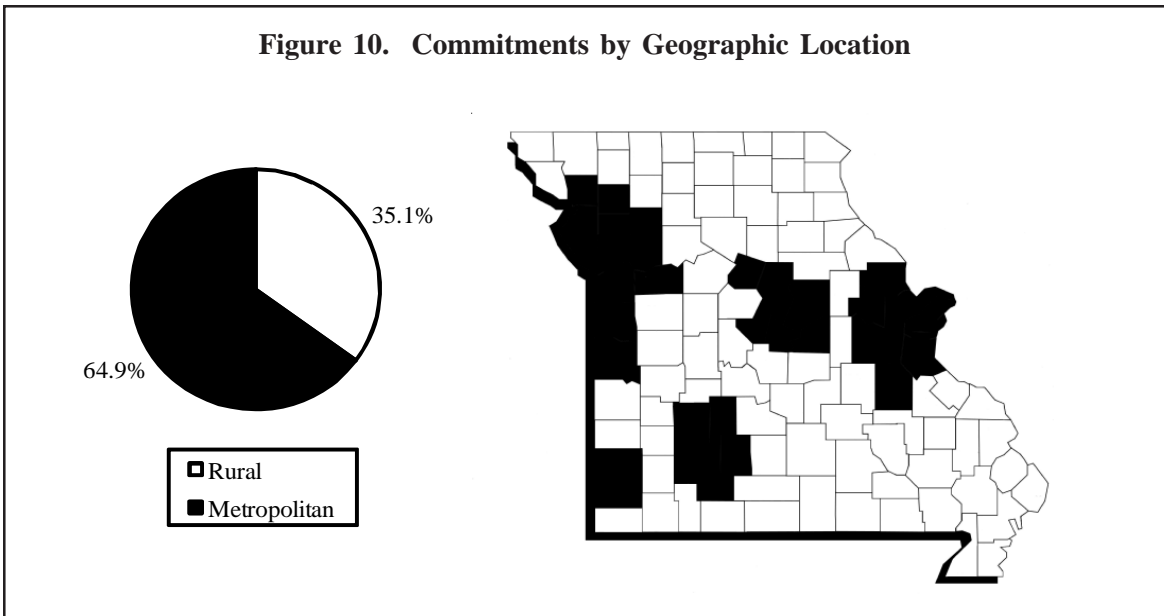 Figure 10. Commitments by Geographic Location
35.1%
64.9%
Rural
Metropolitan